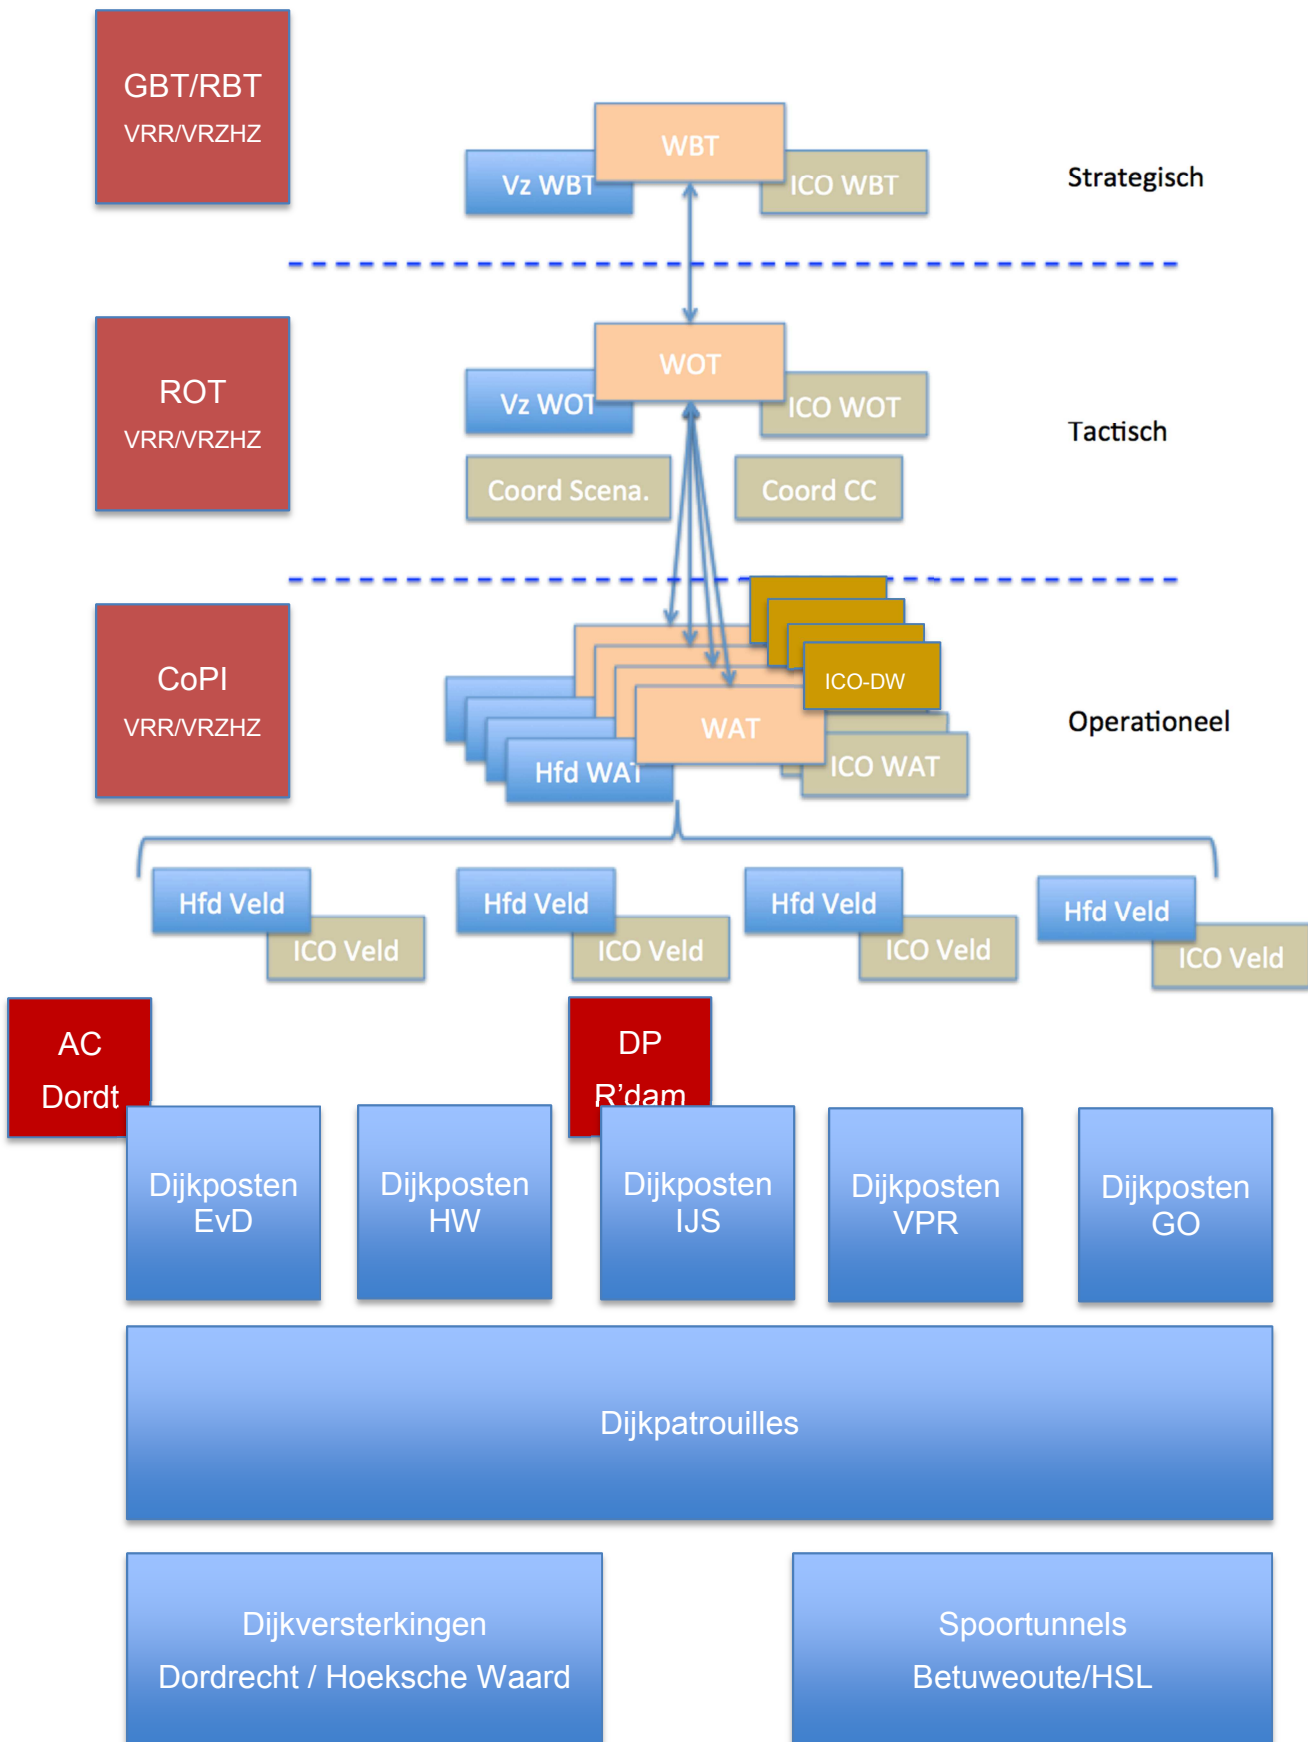 GBT/RBT
VRR/VRZHZ
WBT
Vz WBT
ICO WBT
Strategisch
ROT
VRR/VRZHZ
WOT
Vz WOT
ICO WOT
Tactisch
Coord Scena.
Coord CC
CoPI
VRR/VRZHZ
ICO-DW
WAT
Operationeel
Hfd WAT
ICO WAT
Hfd Veld
ICO Veld
Hfd Veld
ICO Veld
Hfd Veld
ICO Veld
Hfd Veld
ICO Veld
AC
Dordt
DP
R'dam
Dijkposten
EvD
Dijkposten
HW
Dijkposten
IJS
Dijkposten
VPR
Dijkposten
GO
Dijkpatrouilles
Dijkversterkingen
Dordrecht / Hoeksche Waard
Spoortunnels
Betuweoute/HSL